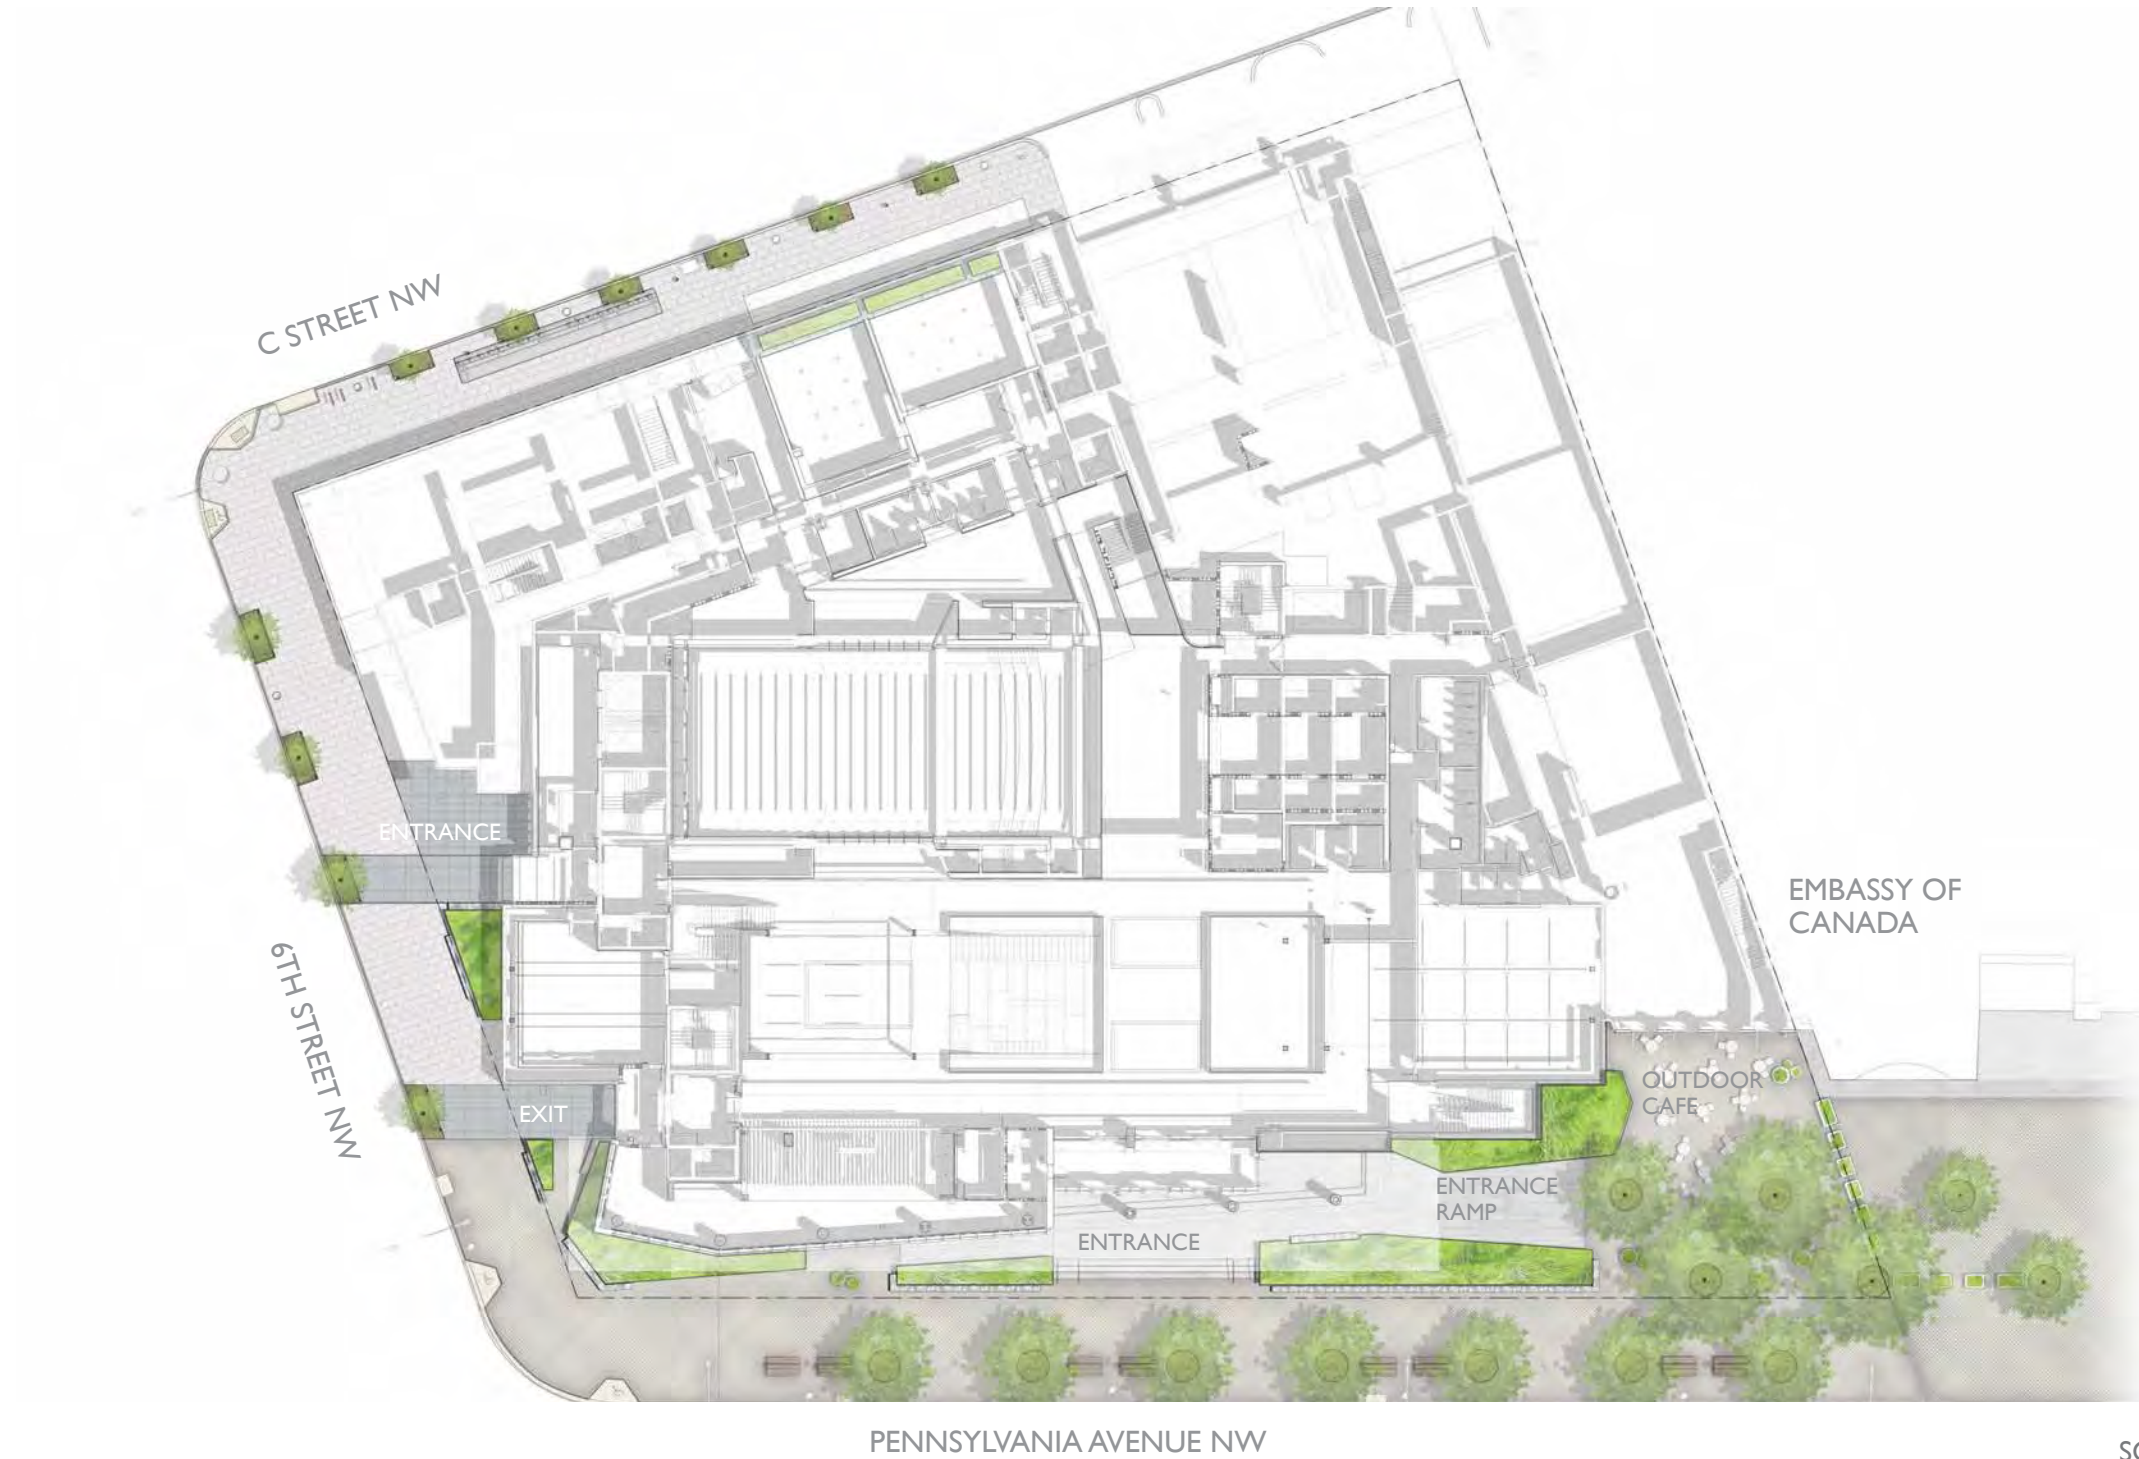 C STREET NW
ENTRANCE
EMBASSY OF
CANADA
6TH STREET NW
OUTDOOR
CAFE
EXIT
ENTRANCE
RAMP
ENTRANCE
PENNSYLVANIA AVENUE NW